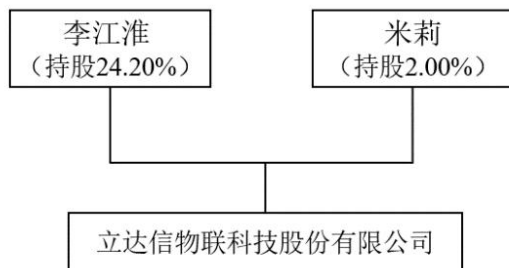 李江淮
（持股24.20%）
米莉
（持股2.00%）
立达信物联科技股份有限公司